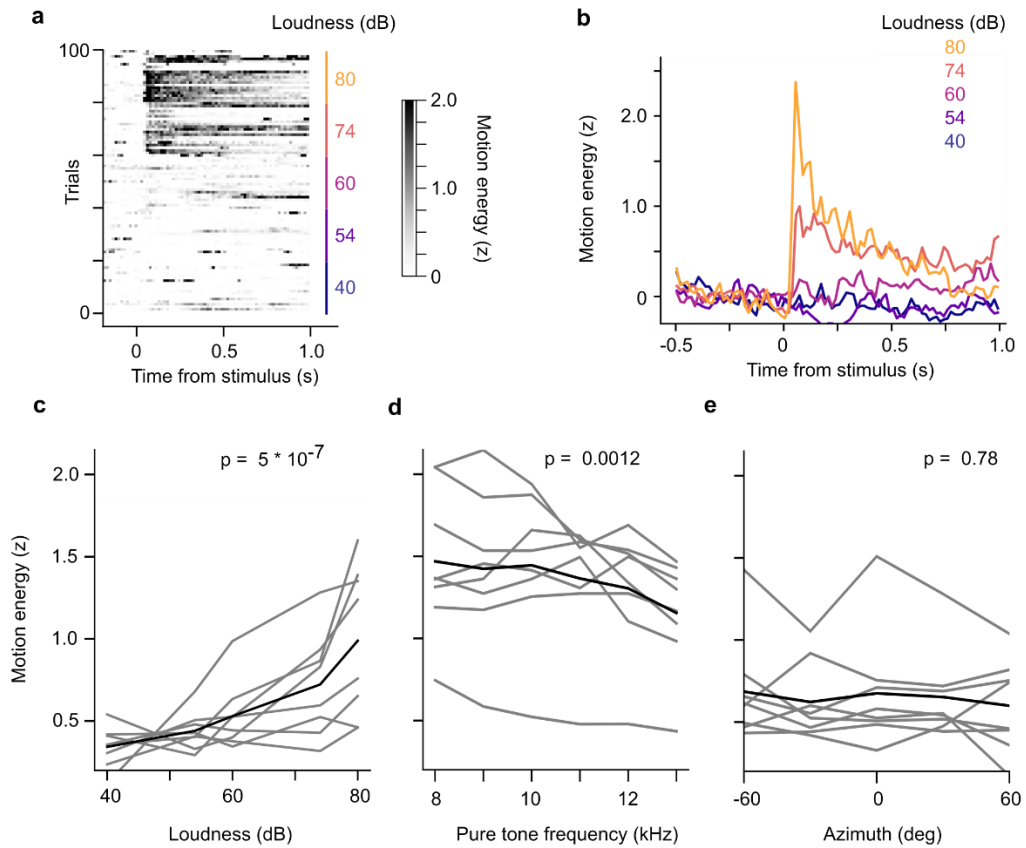 a
Loudness (dB)
100
Trials
0
80
74
60
54
40
2.0
1.0
0
Motion energy (z)
0
0.5
1.0
Time from stimulus (s)
b
Loudness (dB)
80
74
60
54
40
2.0
1.0
0
Motion energy (z)
-0.5
0
0.5
1.0
Time from stimulus (s)
c
p = 5 * 10-7
2.0
1.5
1.0
0.5
Motion energy (z)
40
60
80
Loudness (dB)
d
p = 0.0012
8
10
12
Pure tone frequency (kHz)
e
p = 0.78
-60
0
60
Azimuth (deg)